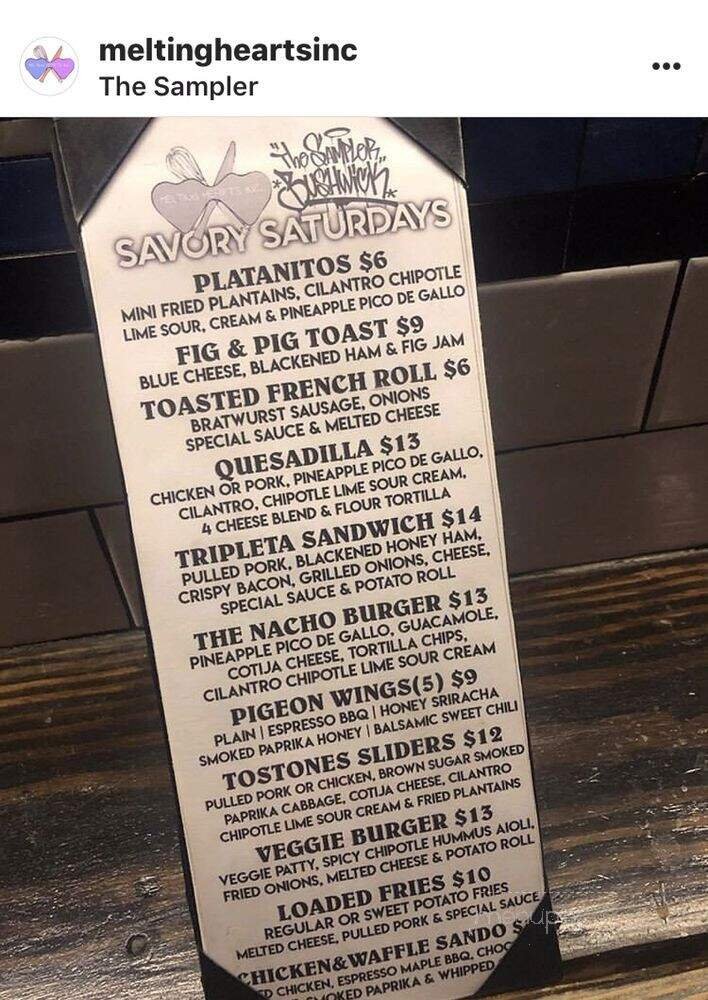 meltingheartsinc
The Sampler
MELTING HEARTS INC.
"The SAMPLER"
*BUSHWICK*
SAVORY SATURDAYS
PLATANITOS $6
MINI FRIED PLANTAINS, CILANTRO CHIPOTLE
LIME SOUR, CREAM & PINEAPPLE PICO DE GALLO
FIG & PIG TOAST $9
BLUE CHEESE, BLACKENED HAM & FIG JAM
TOASTED FRENCH ROLL $6
BRATWURST SAUSAGE, ONIONS
SPECIAL SAUCE & MELTED CHEESE
QUESADILLA $13
CHICKEN OR PORK, PINEAPPLE PICO DE GALLO,
CILANTRO, CHIPOTLE LIME SOUR CREAM,
4 CHEESE BLEND & FLOUR TORTILLA
TRIPLETA SANDWICH $14
PULLED PORK, BLACKENED HONEY HAM,
CRISPY BACON, GRILLED ONIONS, CHEESE,
SPECIAL SAUCE & POTATO ROLL
THE NACHO BURGER $13
PINEAPPLE PICO DE GALLO, GUACAMOLE,
COTIJA CHEESE, TORTILLA CHIPS,
CILANTRO CHIPOTLE LIME SOUR CREAM
PIGEON WINGS(5) $9
PLAIN | ESPRESSO BBQ | HONEY SRIRACHA
SMOKED PAPRIKA HONEY | BALSAMIC SWEET CHILI
TOSTONES SLIDERS $12
PULLED PORK OR CHICKEN, BROWN SUGAR SMOKED
PAPRIKA CABBAGE, COTIJA CHEESE, CILANTRO
CHIPOTLE LIME SOUR CREAM & FRIED PLANTAINS
VEGGIE BURGER $13
VEGGIE PATTY, SPICY CHIPOTLE HUMMUS AIOLI,
FRIED ONIONS, MELTED CHEESE & POTATO ROLL
LOADED FRIES $10
REGULAR OR SWEET POTATO FRIES
MELTED CHEESE, PULLED PORK & SPECIAL SAUCE
CHICKEN&WAFFLE SANDO $
CHICKEN, ESPRESSO MAPLE BBQ, CHOC
PAPRIKA & WHIPPED